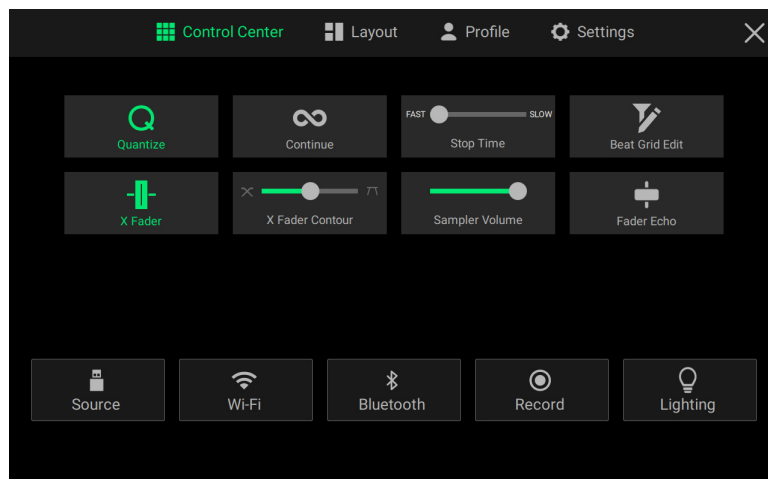 Control Center
Layout
Profile
Settings
Quantize
Continue
FAST SLOW
Stop Time
Beat Grid Edit
X Fader
X Fader Contour
Sampler Volume
Fader Echo
Source
Wi-Fi
Bluetooth
Record
Lighting